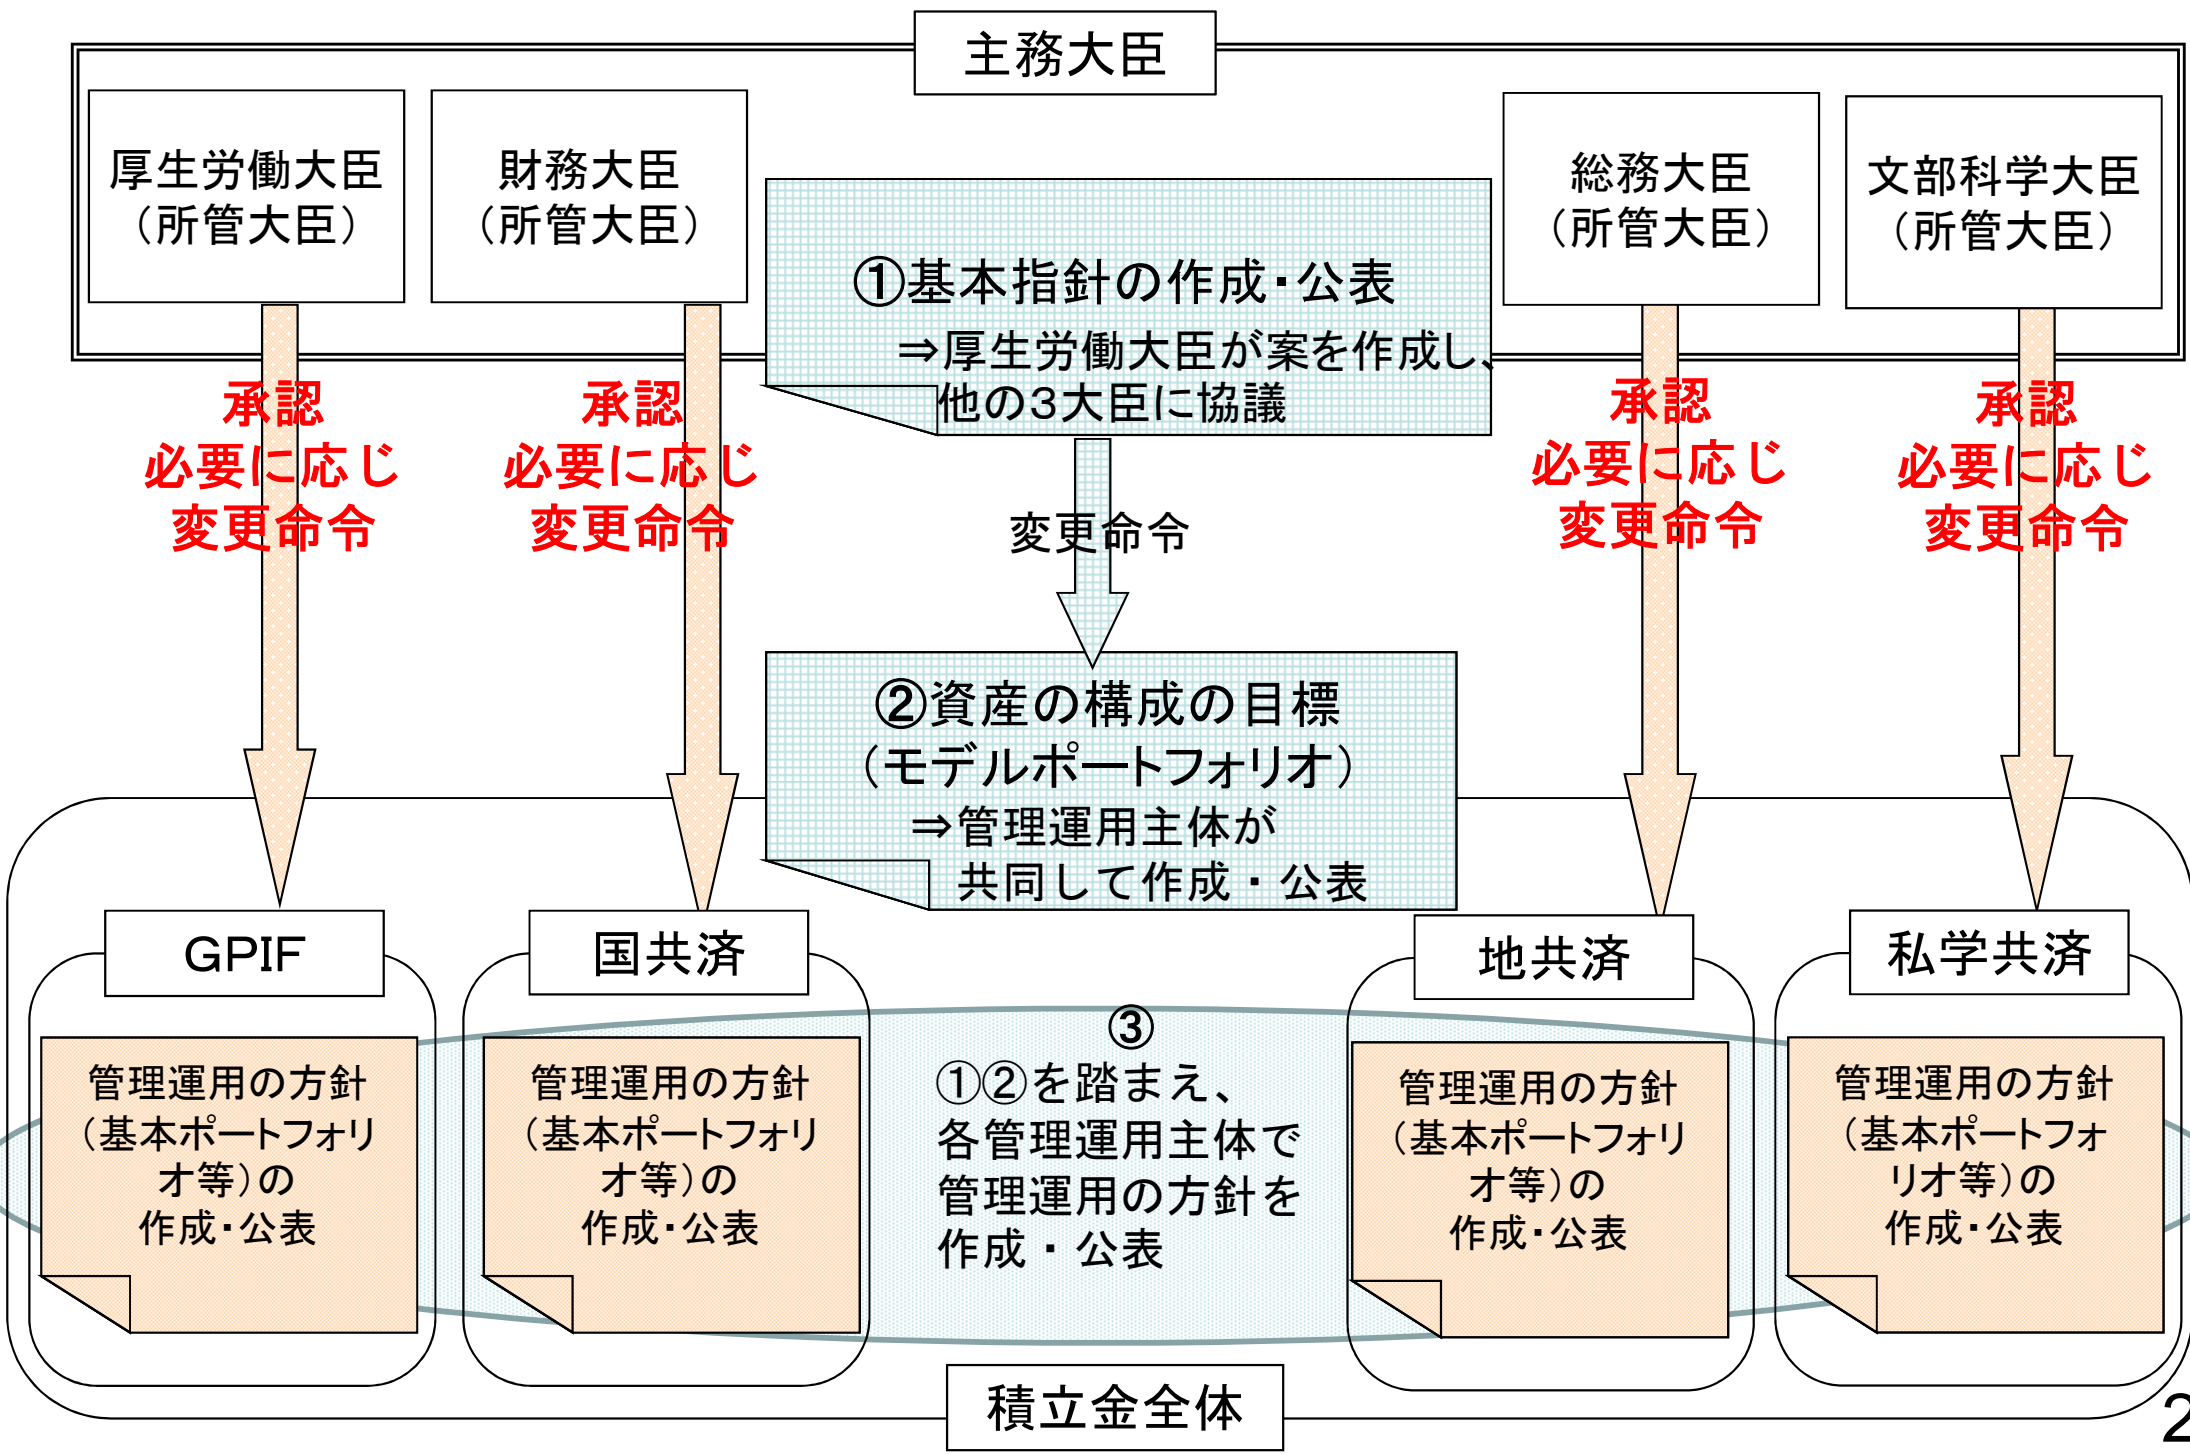 主務大臣
厚生労働大臣
（所管大臣）
財務大臣
（所管大臣）
総務大臣
（所管大臣）
文部科学大臣
（所管大臣）
①基本指針の作成・公表
⇒厚生労働大臣が案を作成し、
他の３大臣に協議
承認
必要に応じ
変更命令
承認
必要に応じ
変更命令
変更命令
承認
必要に応じ
変更命令
承認
必要に応じ
変更命令
②資産の構成の目標
（モデルポートフォリオ）
⇒管理運用主体が
共同して作成・公表
ＧＰＩＦ
国共済
地共済
私学共済
管理運用の方針
（基本ポートフォリ
オ等）の
作成・公表
管理運用の方針
（基本ポートフォリ
オ等）の
作成・公表
③
①②を踏まえ、
各管理運用主体で
管理運用の方針を
作成・公表
管理運用の方針
（基本ポートフォリ
オ等）の
作成・公表
管理運用の方針
（基本ポートフォ
リオ等）の
作成・公表
積立金全体
2